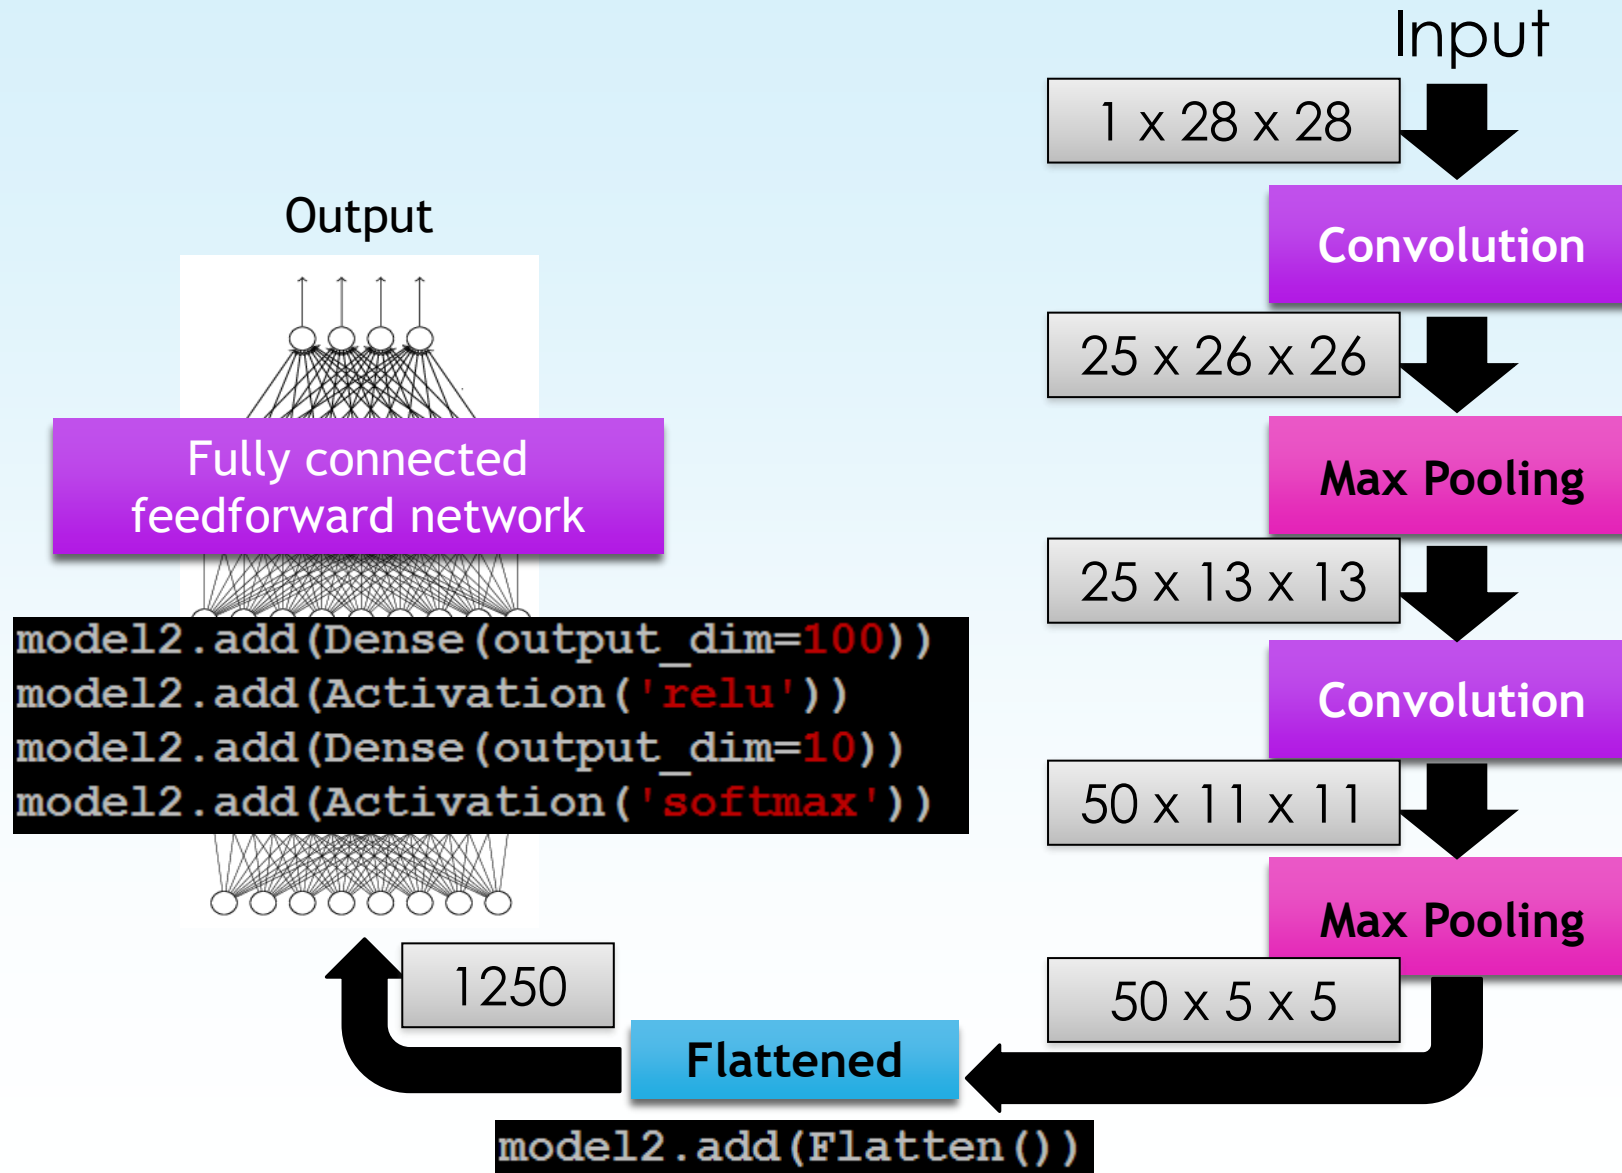 Input
1 x 28 x 28
Convolution
25 x 26 x 26
Max Pooling
25 x 13 x 13
Convolution
50 x 11 x 11
Max Pooling
50 x 5 x 5
Flattened
model2.add(Flatten())
1250
Output
Fully connected
feedforward network
model2.add(Dense(output_dim=100))
model2.add(Activation('relu'))
model2.add(Dense(output_dim=10))
model2.add(Activation('softmax'))